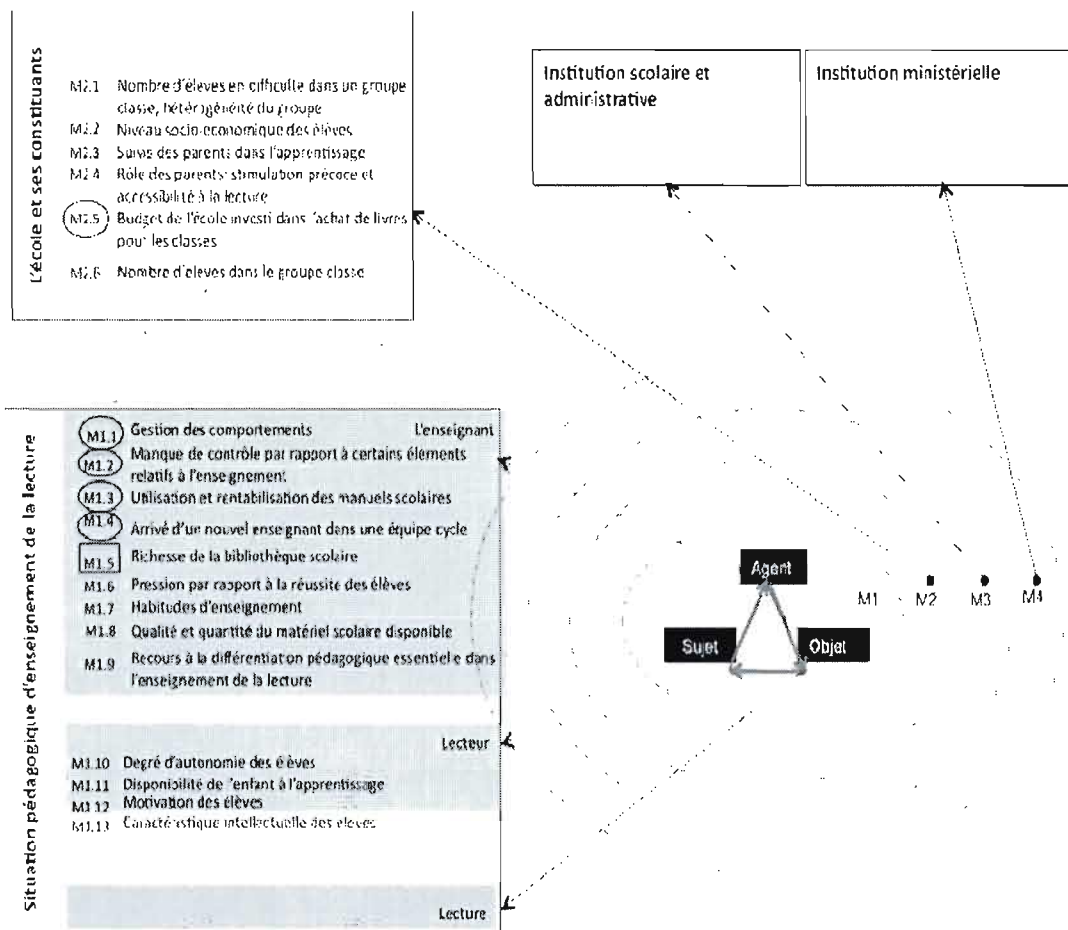 L'école et ses constituants
M2.1 Nombre d'élèves en difficulte dans un groupe
classe, hétérogénéité du groupe
M2.2 Niveau socio-economique des élèves
M2.3 Suivis des parents dans l'apprentissage
M2.4 Rôle des parents: stimulation précoce et
accessibilité à la lecture
M2.5 Budget de l'école investi dans l'achat de livres
pour les classes
M2.6 Nombre d'eleves dans le groupe classe
Institution scolaire et
administrative
Institution ministérielle
Situation pédagogique d'enseignement de la lecture
L'enseignant
M1.1 Gestion des comportements
M1.2 Manque de contrôle par rapport à certains élements
relatifs à l'enseignement
M1.3 Utilisation et rentabilisation des manuels scolaires
M1.4 Arrivé d'un nouvel enseignant dans une équipe cycle
M1.5 Richesse de la bibliothèque scolaire
M1.6 Pression par rapport à la réussite des élèves
M1.7 Habitudes d'enseignement
M1.8 Qualité et quantité du matériel scolaire disponible
M1.9 Recours à la différentiation pédagogique essentielle dans
l'enseignement de la lecture
Lecteur
M1.10 Degré d'autonomie des élèves
M1.11 Disponibilité de l'enfant à l'apprentissage
M1.12 Motivation des élèves
M1.13 Caractéristique intellectuelle des eleves
Lecture
Agent
Sujet
Objet
M1 M2 M3 M4